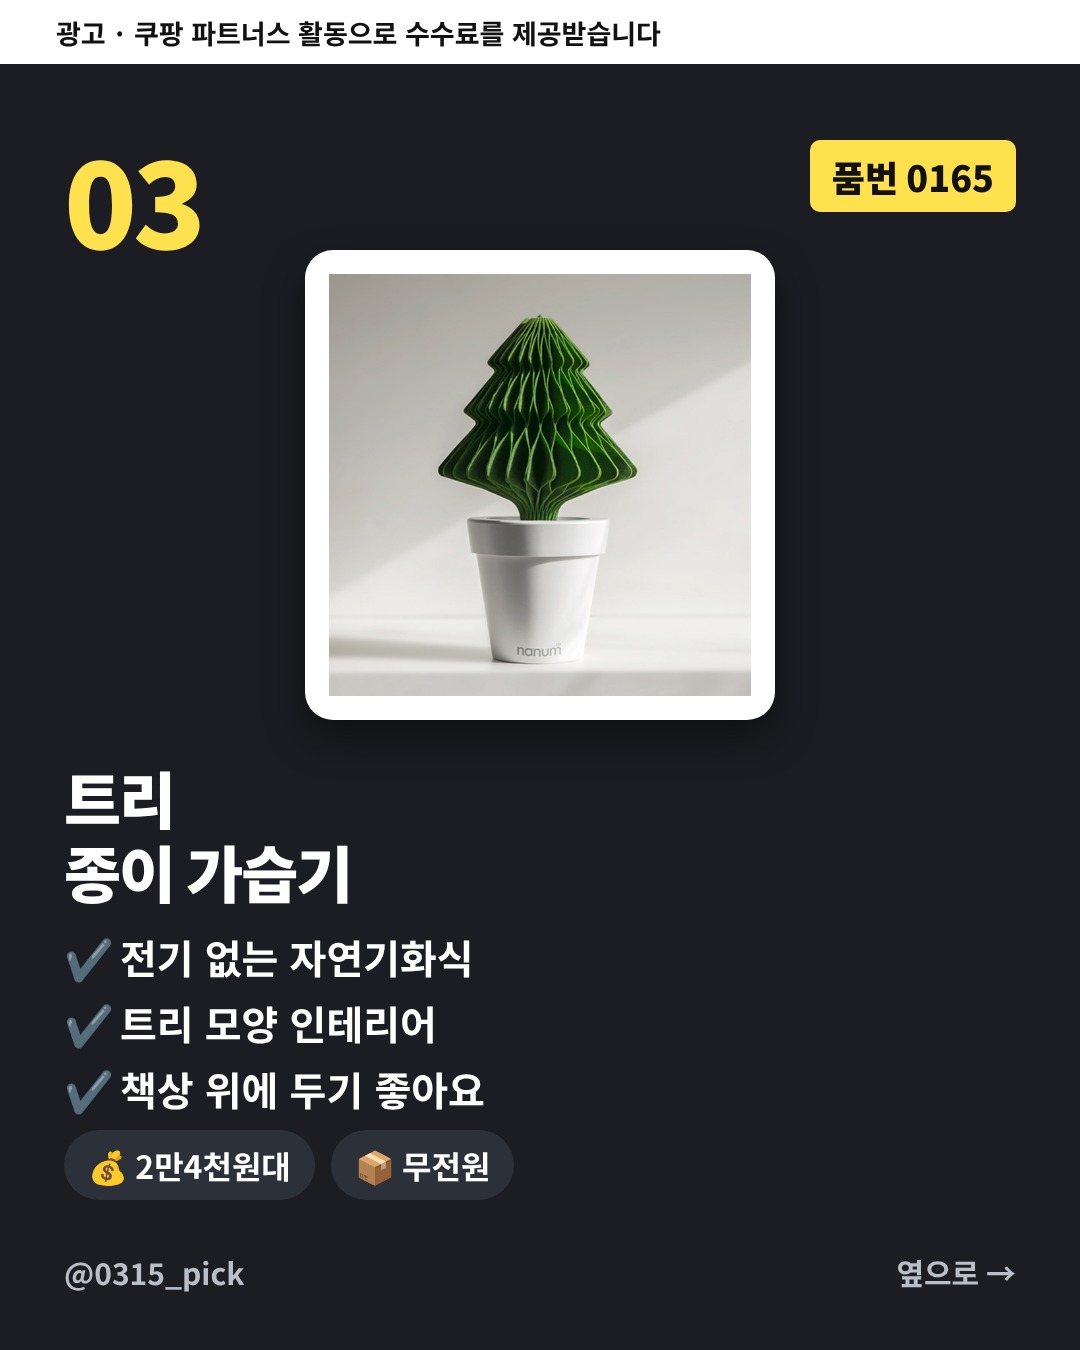 광고 · 쿠팡 파트너스 활동으로 수수료를 제공받습니다
03
품번 0165
nanum
트리
종이 가습기
✔️ 전기 없는 자연기화식
✔️ 트리 모양 인테리어
✔️ 책상 위에 두기 좋아요
💰 2만4천원대
📦 무전원
@0315_pick
옆으로 →